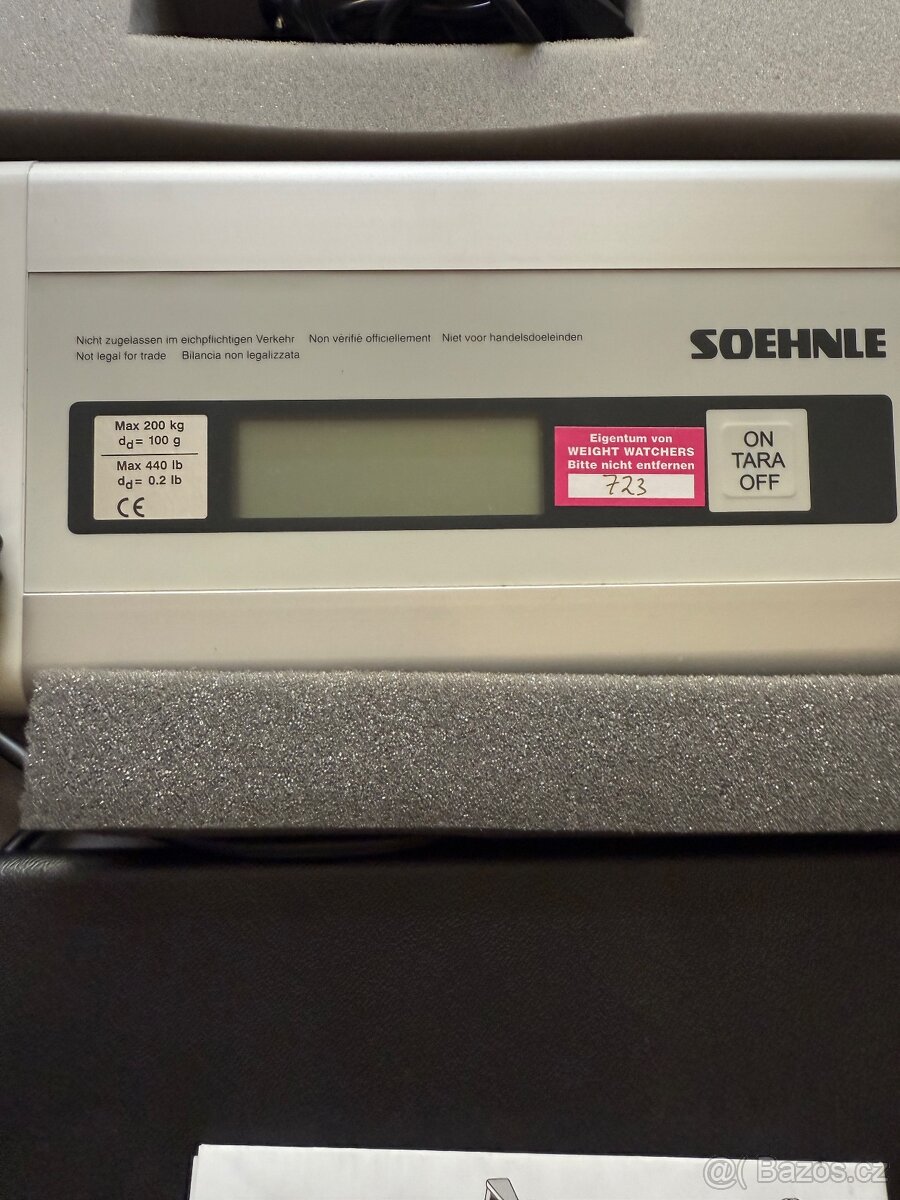 Nicht zugelassen im eichpflichtigen Verkehr Non vérifié officiellement Niet voor handelsdoeleinden
Not legal for trade Bilancia non legalizzata
SOEHNLE
Max 200 kg
dd= 100 g
Max 440 lb
dd= 0.2 lb
CE
Eigentum von
WEIGHT WATCHERS
Bitte nicht entfernen
723
ON
TARA
OFF
@( Bazoš.cz